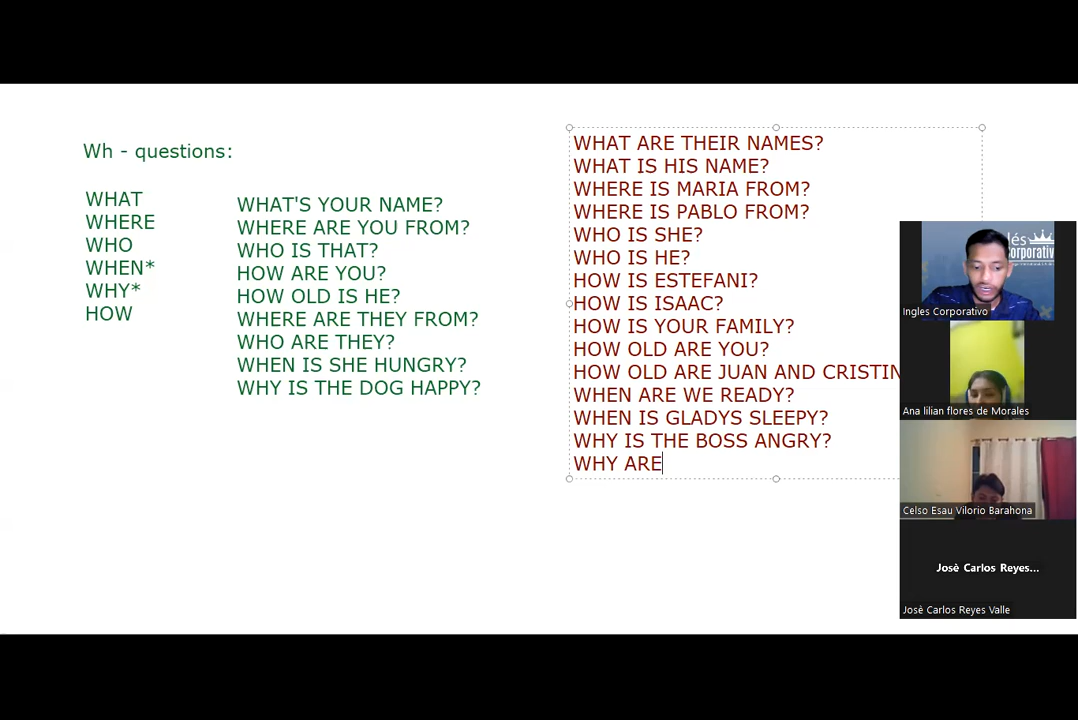 Wh - questions:
WHAT
WHERE
WHO
WHEN*
WHY*
HOW
WHAT'S YOUR NAME?
WHERE ARE YOU FROM?
WHO IS THAT?
HOW ARE YOU?
HOW OLD IS HE?
WHERE ARE THEY FROM?
WHO ARE THEY?
WHEN IS SHE HUNGRY?
WHY IS THE DOG HAPPY?
WHAT ARE THEIR NAMES?
WHAT IS HIS NAME?
WHERE IS MARIA FROM?
WHERE IS PABLO FROM?
WHO IS SHE?
WHO IS HE?
HOW IS ESTEFANI?
HOW IS ISAAC?
HOW IS YOUR FAMILY?
HOW OLD ARE YOU?
HOW OLD ARE JUAN AND CRISTIN
WHEN ARE WE READY?
WHEN IS GLADYS SLEEPY?
WHY IS THE BOSS ANGRY?
WHY ARE
Ingles Corporativo
Ana lilian flores de Morales
Celso Esau Vilorio Barahona
Josè Carlos Reyes...
Josè Carlos Reyes Valle